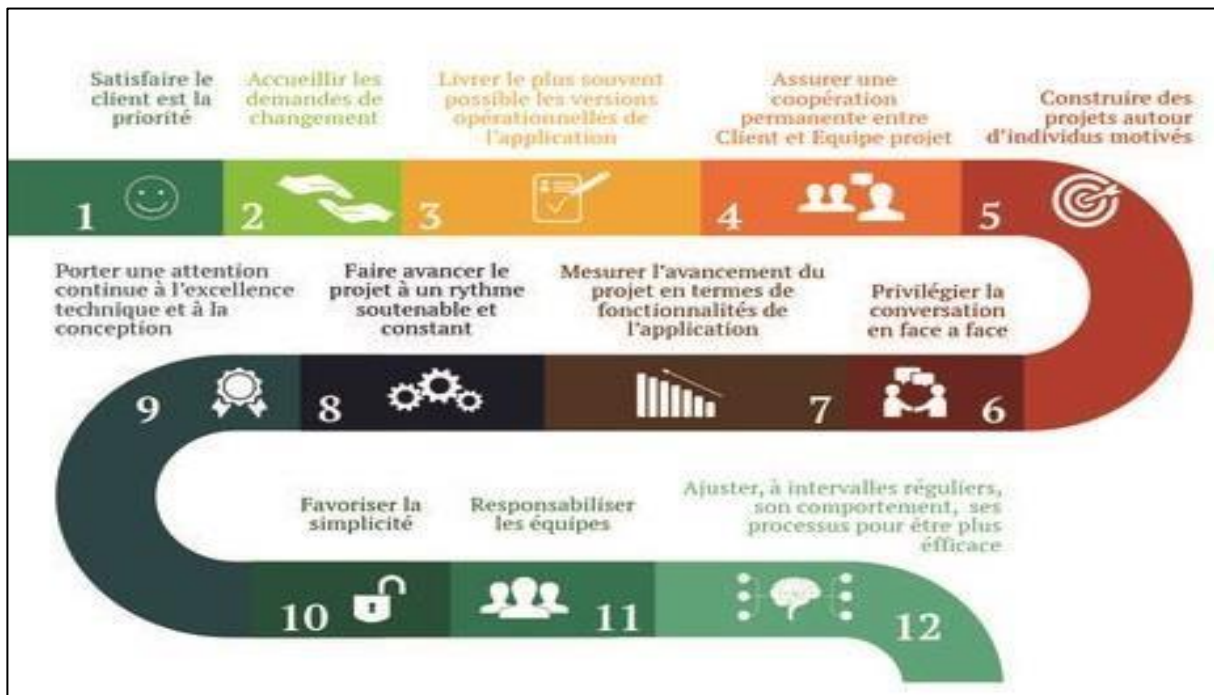 Satisfaire le
client est la
priorité
Accueillir les
demandes de
changement
Livrer le plus souvent
possible les versions
opérationnellés de
l'application
Assurer une
coopération
permanente entre
Client et Equipe projet
Construire des
projets autour
d'individus motivés
1
2
3
4
5
Privilégier la
conversation
en face a face
Mesurer l'avancement du
projet en termes de
fonctionnalités de
l'application
Faire avancer le
projet à un rythme
soutenable et
constant
Porter une attention
continue à l'excellence
technique et à la
conception
6
7
8
9
Favoriser la
simplicité
Responsabiliser
les équipes
Ajuster, à intervalles réguliers,
son comportement, ses
processus pour être plus
éfficace
10
11
12